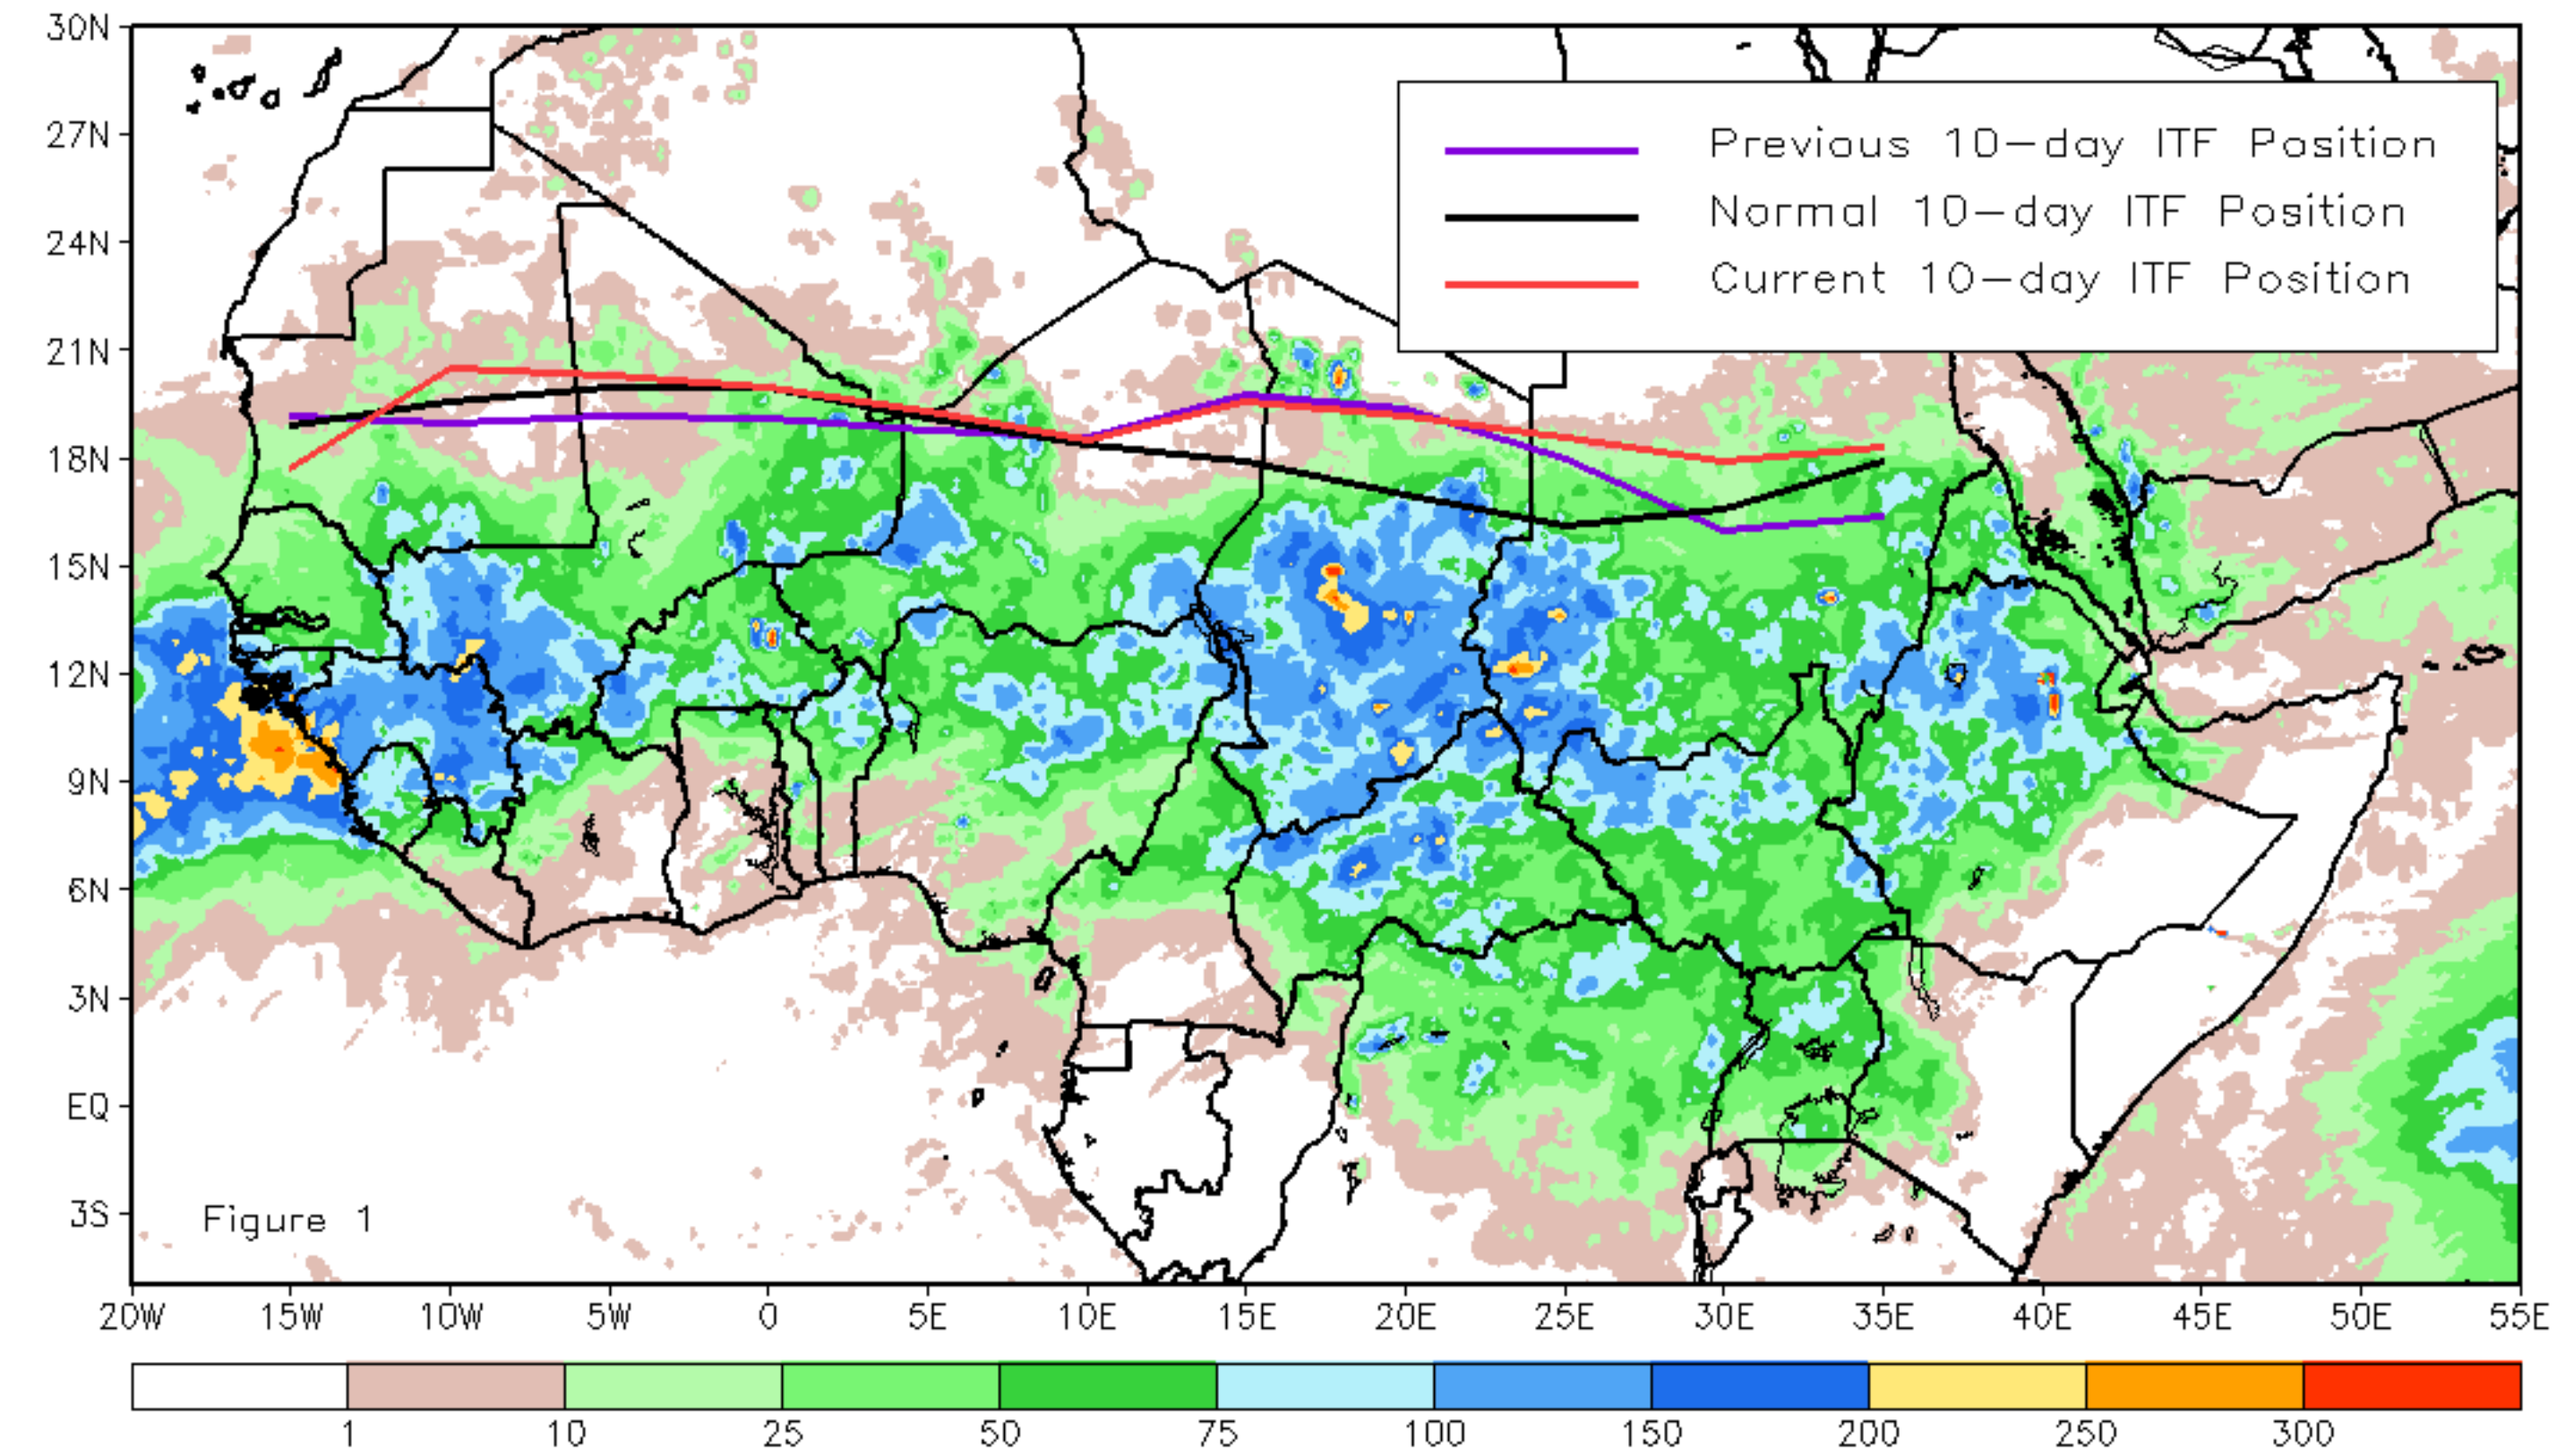 30N
27N
24N
21N
18N
15N
12N
9N
6N
3N
EQ
3S
Previous 10-day ITF Position
Normal 10-day ITF Position
Current 10-day ITF Position
Figure 1
20W 15W 10W 5W 0 5E 10E 15E 20E 25E 30E 35E 40E 45E 50E 55E
1 10 25 50 75 100 150 200 250 300